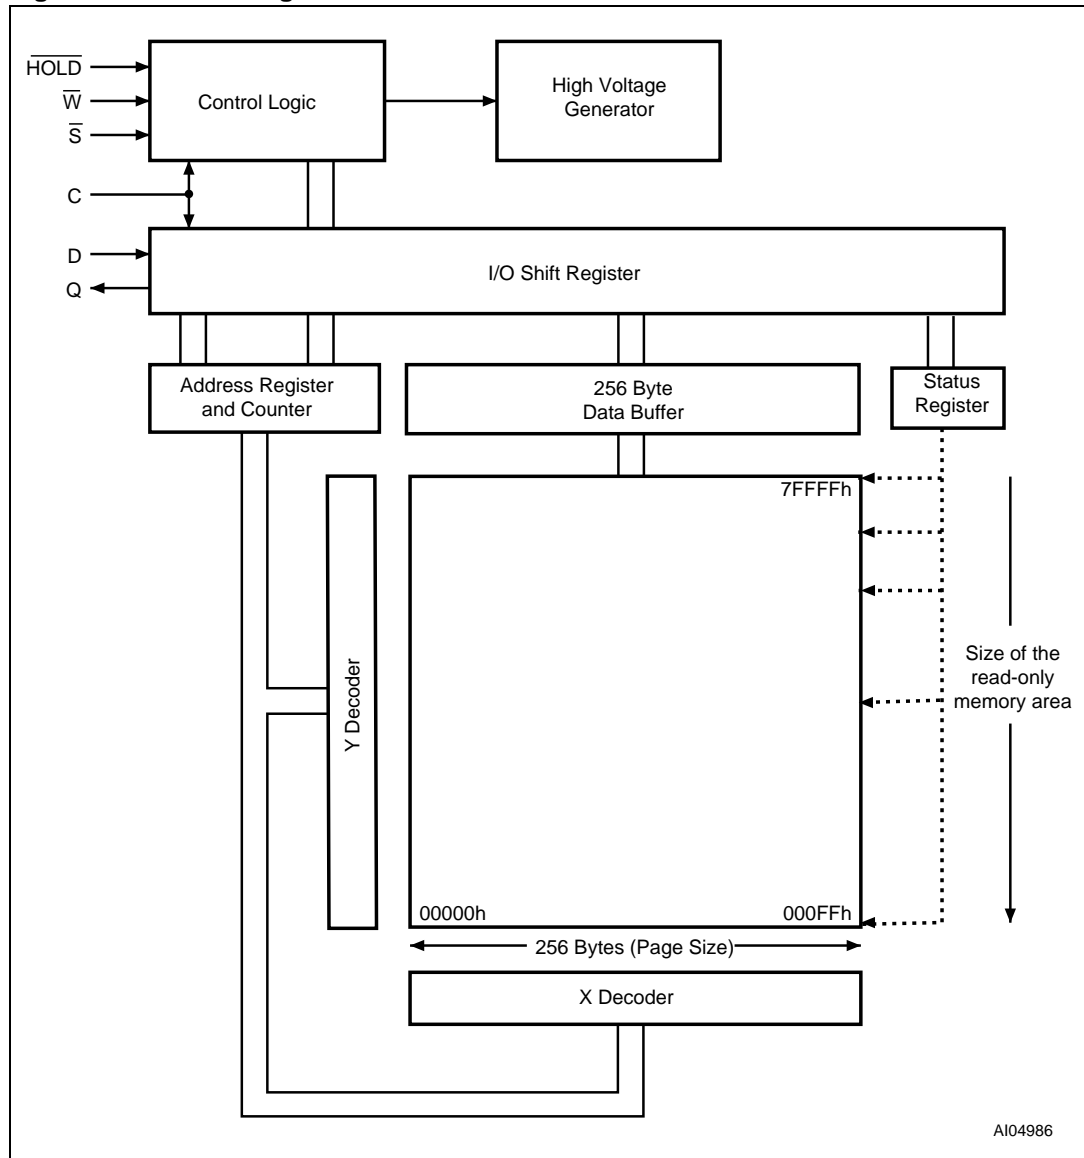 HOLD
W
S
C
D
Q
Control Logic
High Voltage
Generator
I/O Shift Register
Address Register
and Counter
256 Byte
Data Buffer
Status
Register
7FFFFh
Y Decoder
Size of the
read-only
memory area
00000h
000FFh
256 Bytes (Page Size)
X Decoder
AI04986